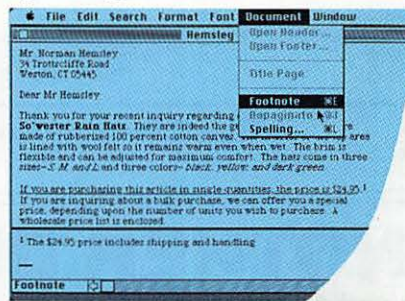 File Edit Search Format Font Document Window
Hemsley
Open Header...
Open Footer...
Title Page
Footnote ⌘E
Repaginate ⌘J
Spelling... ⌘L
Mr. Norman Hemsley
34 Trottscliffe Road
Weston, CT 05445
Dear Mr Hemsley
Thank you for your recent inquiry regarding
So'wester Rain Hats. They are indeed the
made of rubberized 100 percent cotton canvas. area
is lined with wool felt so it remains warm even when wet. The brim is
flexible and can be adjusted for maximum comfort. The hats come in three
sizes- S, M, and L and three colors- black, yellow, and dark green.
If you are purchasing this article in single quantities, the price is $24.95.¹
If you are inquiring about a bulk purchase, we can offer you a special
price, depending upon the number of units you wish to purchase. A
wholesale price list is enclosed.
¹ The $24.95 price includes shipping and handling
Footnote